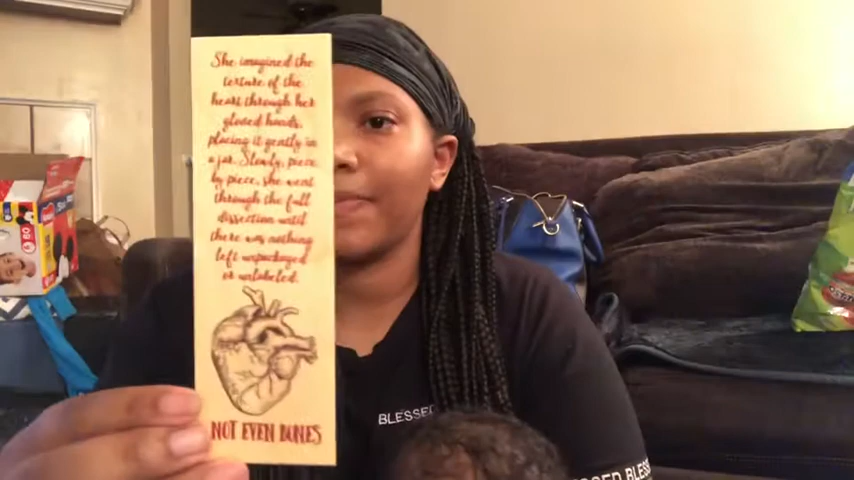 She imagined the
texture of the
heart through her
gloved hands,
placing it gently in
a jar. Slowly, piece
by piece, she went
through the full
dissection until
there was nothing
left unpackaged
or unlabeled.
NOT EVEN BONES
BLESSED
BLESSED BLESS